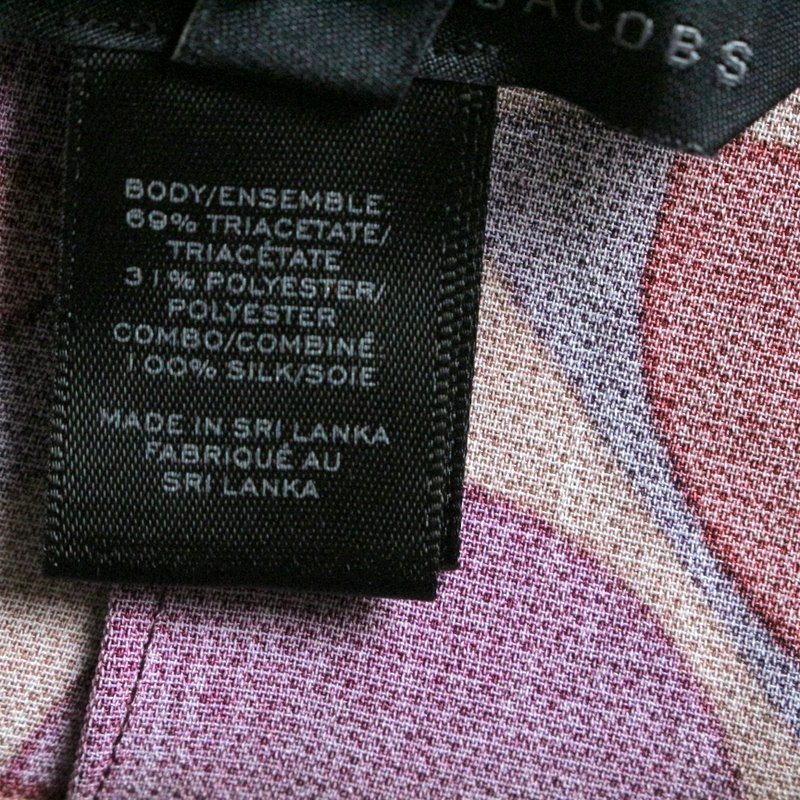 JACOBS
BODY/ENSEMBLE:
69% TRIACETATE/
TRIACÉTATE
31% POLYESTER/
POLYESTER
COMBO/COMBINÉ:
100% SILK/SOIE
MADE IN SRI LANKA
FABRIQUÉ AU
SRI LANKA